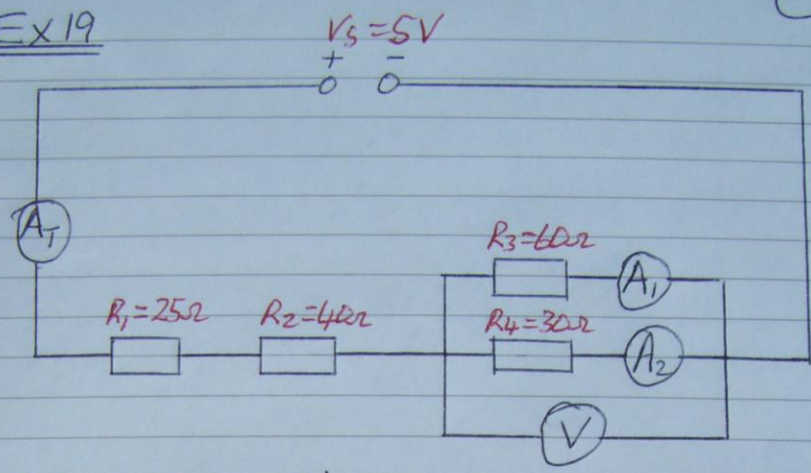 Ex 19
Vs=5V
+ -
AT
R3=60Ω
A1
R1=25Ω R2=40Ω R4=30Ω
A2
V